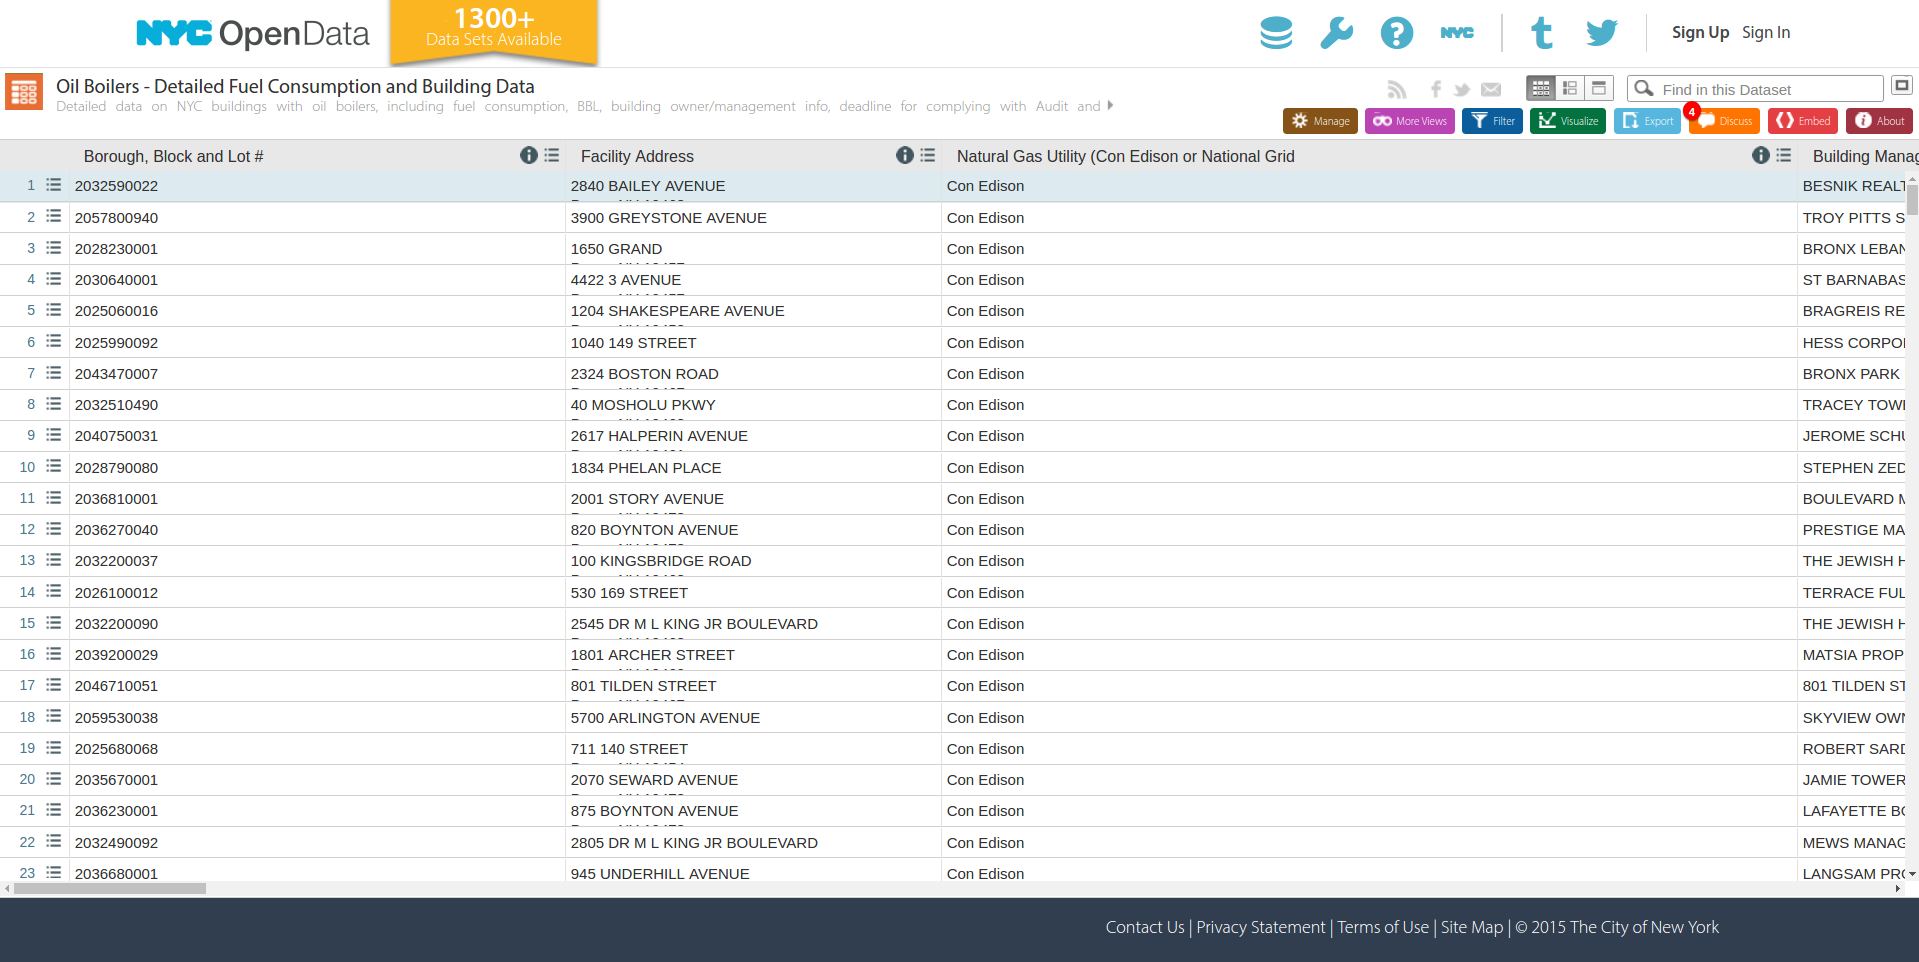 NYC OpenData
1300+
Data Sets Available
NYC
Sign Up Sign In
Oil Boilers - Detailed Fuel Consumption and Building Data
Detailed data on NYC buildings with oil boilers, including fuel consumption, BBL, building owner/management info, deadline for complying with Audit and
Find in this Dataset
Manage More Views Filter Visualize Export 4 Discuss Embed About
Borough, Block and Lot # Facility Address Natural Gas Utility (Con Edison or National Grid Building Manag
1 2032590022 2840 BAILEY AVENUE Con Edison BESNIK REALT
2 2057800940 3900 GREYSTONE AVENUE Con Edison TROY PITTS S
3 2028230001 1650 GRAND Con Edison BRONX LEBAN
4 2030640001 4422 3 AVENUE Con Edison ST BARNABAS
5 2025060016 1204 SHAKESPEARE AVENUE Con Edison BRAGREIS RE
6 2025990092 1040 149 STREET Con Edison HESS CORPO
7 2043470007 2324 BOSTON ROAD Con Edison BRONX PARK
8 2032510490 40 MOSHOLU PKWY Con Edison TRACEY TOW
9 2040750031 2617 HALPERIN AVENUE Con Edison JEROME SCHU
10 2028790080 1834 PHELAN PLACE Con Edison STEPHEN ZED
11 2036810001 2001 STORY AVENUE Con Edison BOULEVARD M
12 2036270040 820 BOYNTON AVENUE Con Edison PRESTIGE MA
13 2032200037 100 KINGSBRIDGE ROAD Con Edison THE JEWISH H
14 2026100012 530 169 STREET Con Edison TERRACE FUL
15 2032200090 2545 DR M L KING JR BOULEVARD Con Edison THE JEWISH H
16 2039200029 1801 ARCHER STREET Con Edison MATSIA PROP
17 2046710051 801 TILDEN STREET Con Edison 801 TILDEN ST
18 2059530038 5700 ARLINGTON AVENUE Con Edison SKYVIEW OWN
19 2025680068 711 140 STREET Con Edison ROBERT SARD
20 2035670001 2070 SEWARD AVENUE Con Edison JAMIE TOWER
21 2036230001 875 BOYNTON AVENUE Con Edison LAFAYETTE BO
22 2032490092 2805 DR M L KING JR BOULEVARD Con Edison MEWS MANAG
23 2036680001 945 UNDERHILL AVENUE Con Edison LANGSAM PRO
Contact Us | Privacy Statement | Terms of Use | Site Map | © 2015 The City of New York